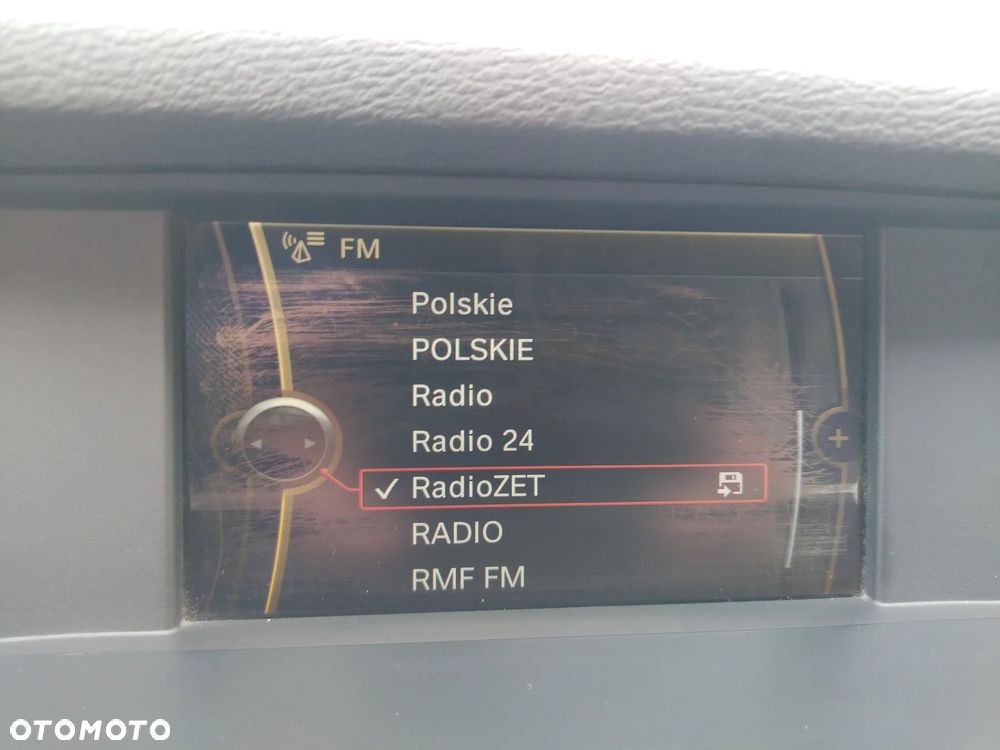 FM
Polskie
POLSKIE
Radio
Radio 24
RadioZET
RADIO
RMF FM
OTOMOTO